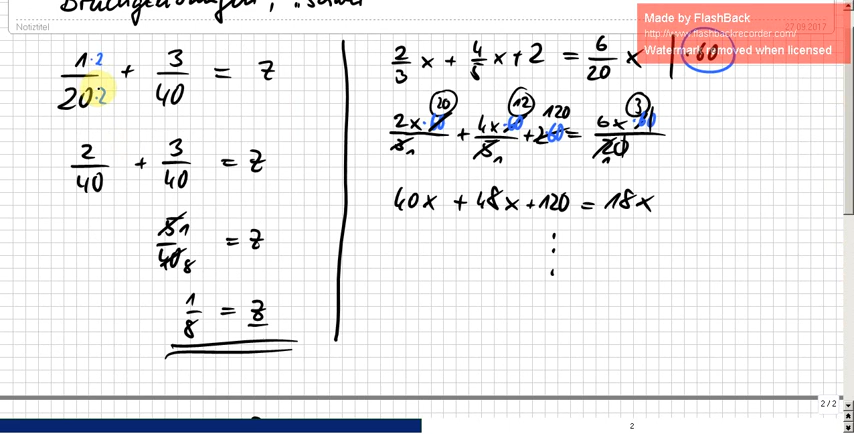 Bruchgleichungen,
Notiztitel
27.09.2017
Made by FlashBack
http://www.flashbackrecorder.com/
Watermark removed when licensed
1·2/20·2 + 3/40 = z
2/40 + 3/40 = z
5 1/40 8 = z
1/8 = z
2/3 x + 4/5 x + 2 = 6/20 x | ·60
20 12 120 3
2x·60/3 1 + 4x·60/5 1 + 2·60 = 6x·60/20 1
40x + 48x + 120 = 18x
⋮
2/2
2